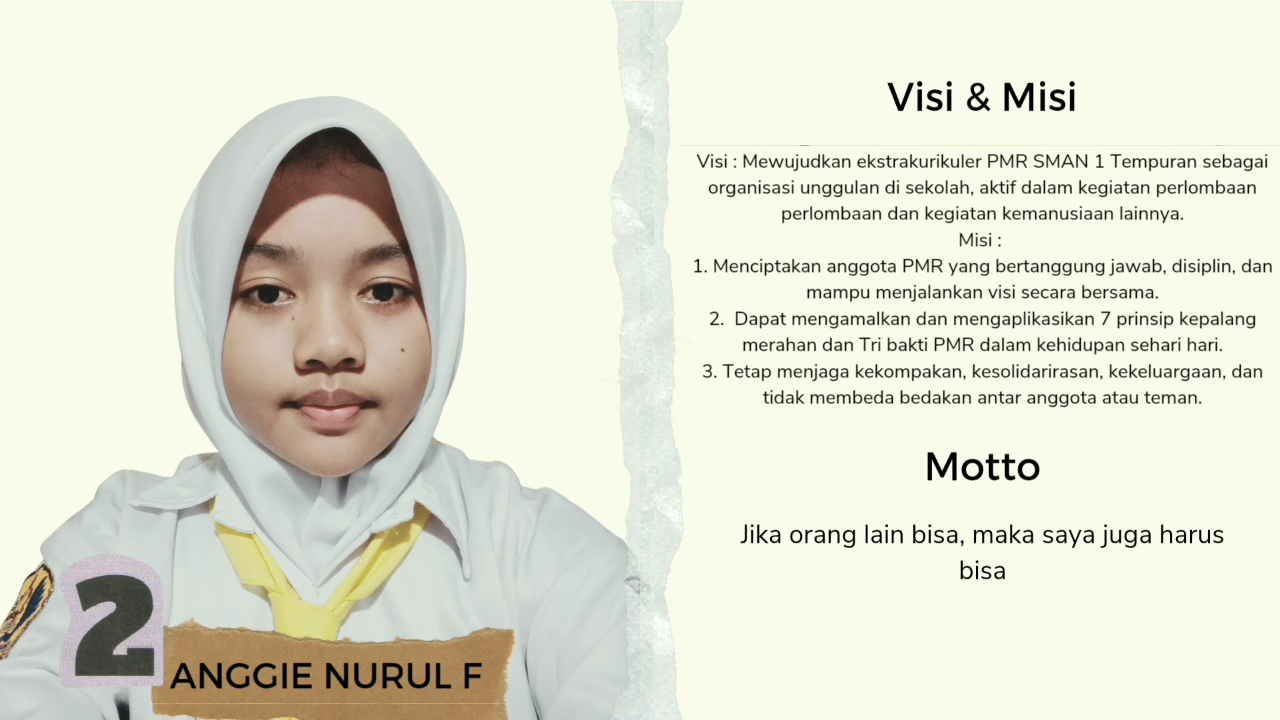 Visi & Misi
Visi : Mewujudkan ekstrakurikuler PMR SMAN 1 Tempuran sebagai
organisasi unggulan di sekolah, aktif dalam kegiatan perlombaan
perlombaan dan kegiatan kemanusiaan lainnya.
Misi :
1. Menciptakan anggota PMR yang bertanggung jawab, disiplin, dan
mampu menjalankan visi secara bersama.
2. Dapat mengamalkan dan mengaplikasikan 7 prinsip kepalang
merahan dan Tri bakti PMR dalam kehidupan sehari hari.
3. Tetap menjaga kekompakan, kesolidarirasan, kekeluargaan, dan
tidak membeda bedakan antar anggota atau teman.
Motto
Jika orang lain bisa, maka saya juga harus
bisa
2
ANGGIE NURUL F